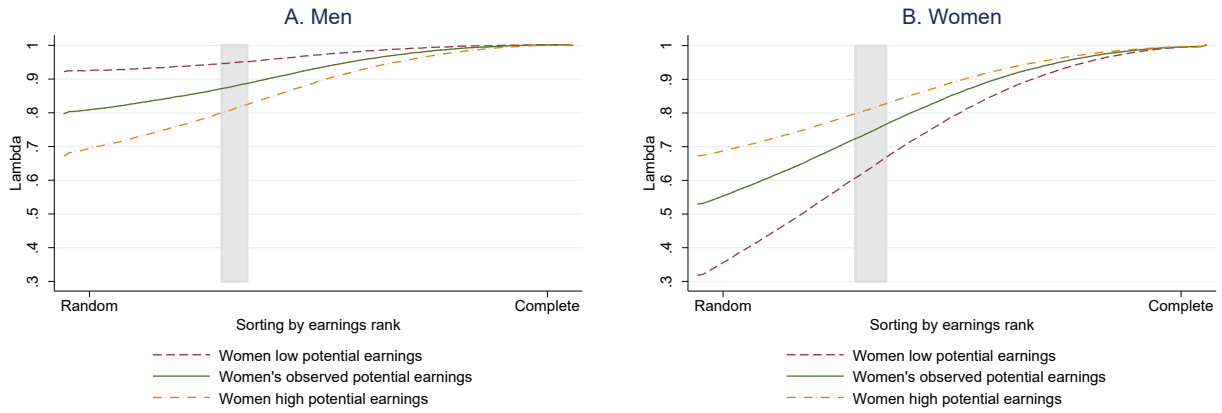 A. Men
Lambda
1
.9
.8
.7
.6
.5
.4
.3
Random
Complete
Sorting by earnings rank
Women low potential earnings
Women's observed potential earnings
Women high potential earnings
B. Women
Lambda
1
.9
.8
.7
.6
.5
.4
.3
Random
Complete
Sorting by earnings rank
Women low potential earnings
Women's observed potential earnings
Women high potential earnings